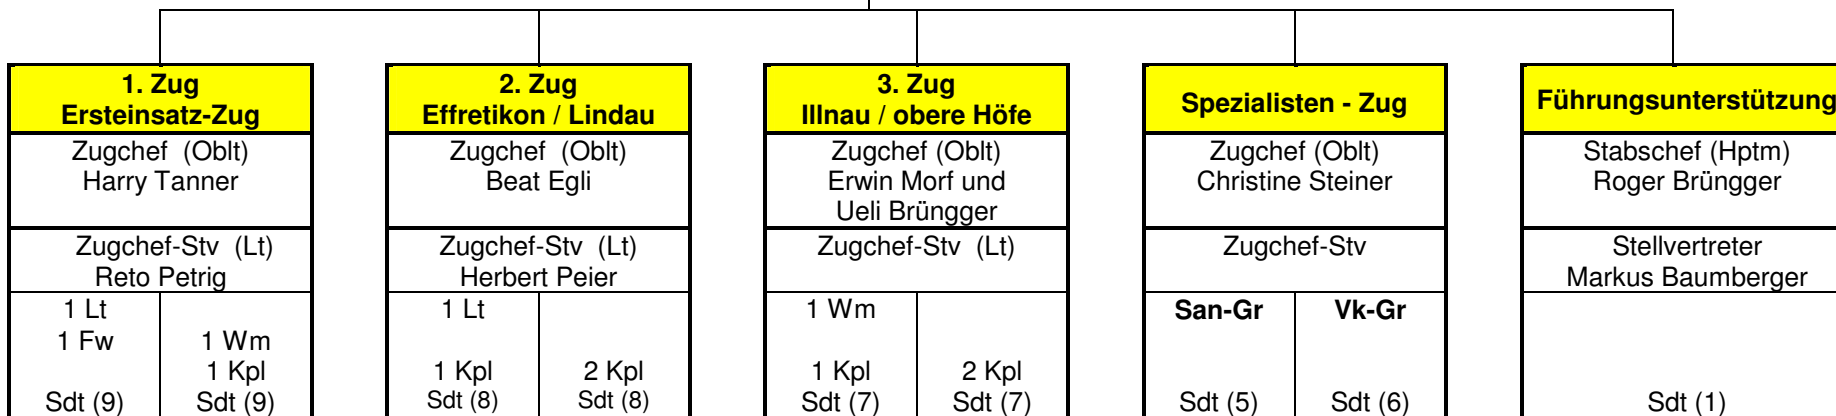 1. Zug
Ersteinsatz-Zug
Zugchef (Oblt)
Harry Tanner
Zugchef-Stv (Lt)
Reto Petrig
1 Lt
1 Fw
Sdt (9)
1 Wm
1 Kpl
Sdt (9)
2. Zug
Effretikon / Lindau
Zugchef (Oblt)
Beat Egli
Zugchef-Stv (Lt)
Herbert Peier
1 Lt
1 Kpl
Sdt (8)
2 Kpl
Sdt (8)
3. Zug
Illnau / obere Höfe
Zugchef (Oblt)
Erwin Morf und
Ueli Brüngger
Zugchef-Stv (Lt)
1 Wm
1 Kpl
Sdt (7)
2 Kpl
Sdt (7)
Spezialisten - Zug
Zugchef (Oblt)
Christine Steiner
Zugchef-Stv
San-Gr
Sdt (5)
Vk-Gr
Sdt (6)
Führungsunterstützung
Stabschef (Hptm)
Roger Brüngger
Stellvertreter
Markus Baumberger
Sdt (1)